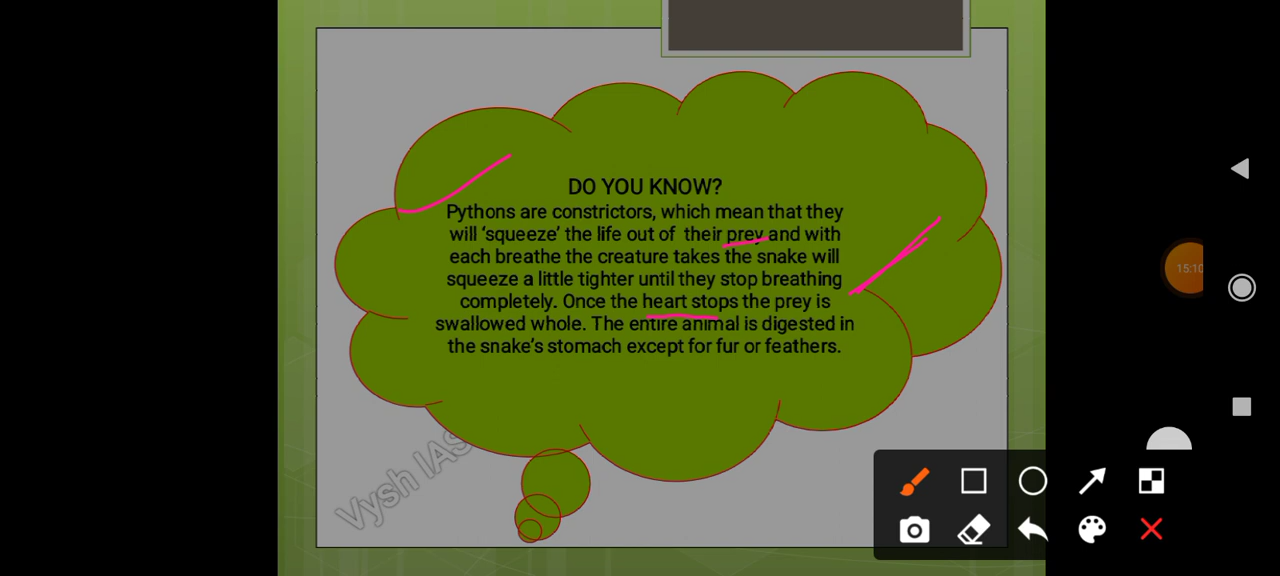 DO YOU KNOW?
Pythons are constrictors, which mean that they
will ‘squeeze’ the life out of their prey and with
each breathe the creature takes the snake will
squeeze a little tighter until they stop breathing
completely. Once the heart stops the prey is
swallowed whole. The entire animal is digested in
the snake’s stomach except for fur or feathers.
15:10
Vysh IAS